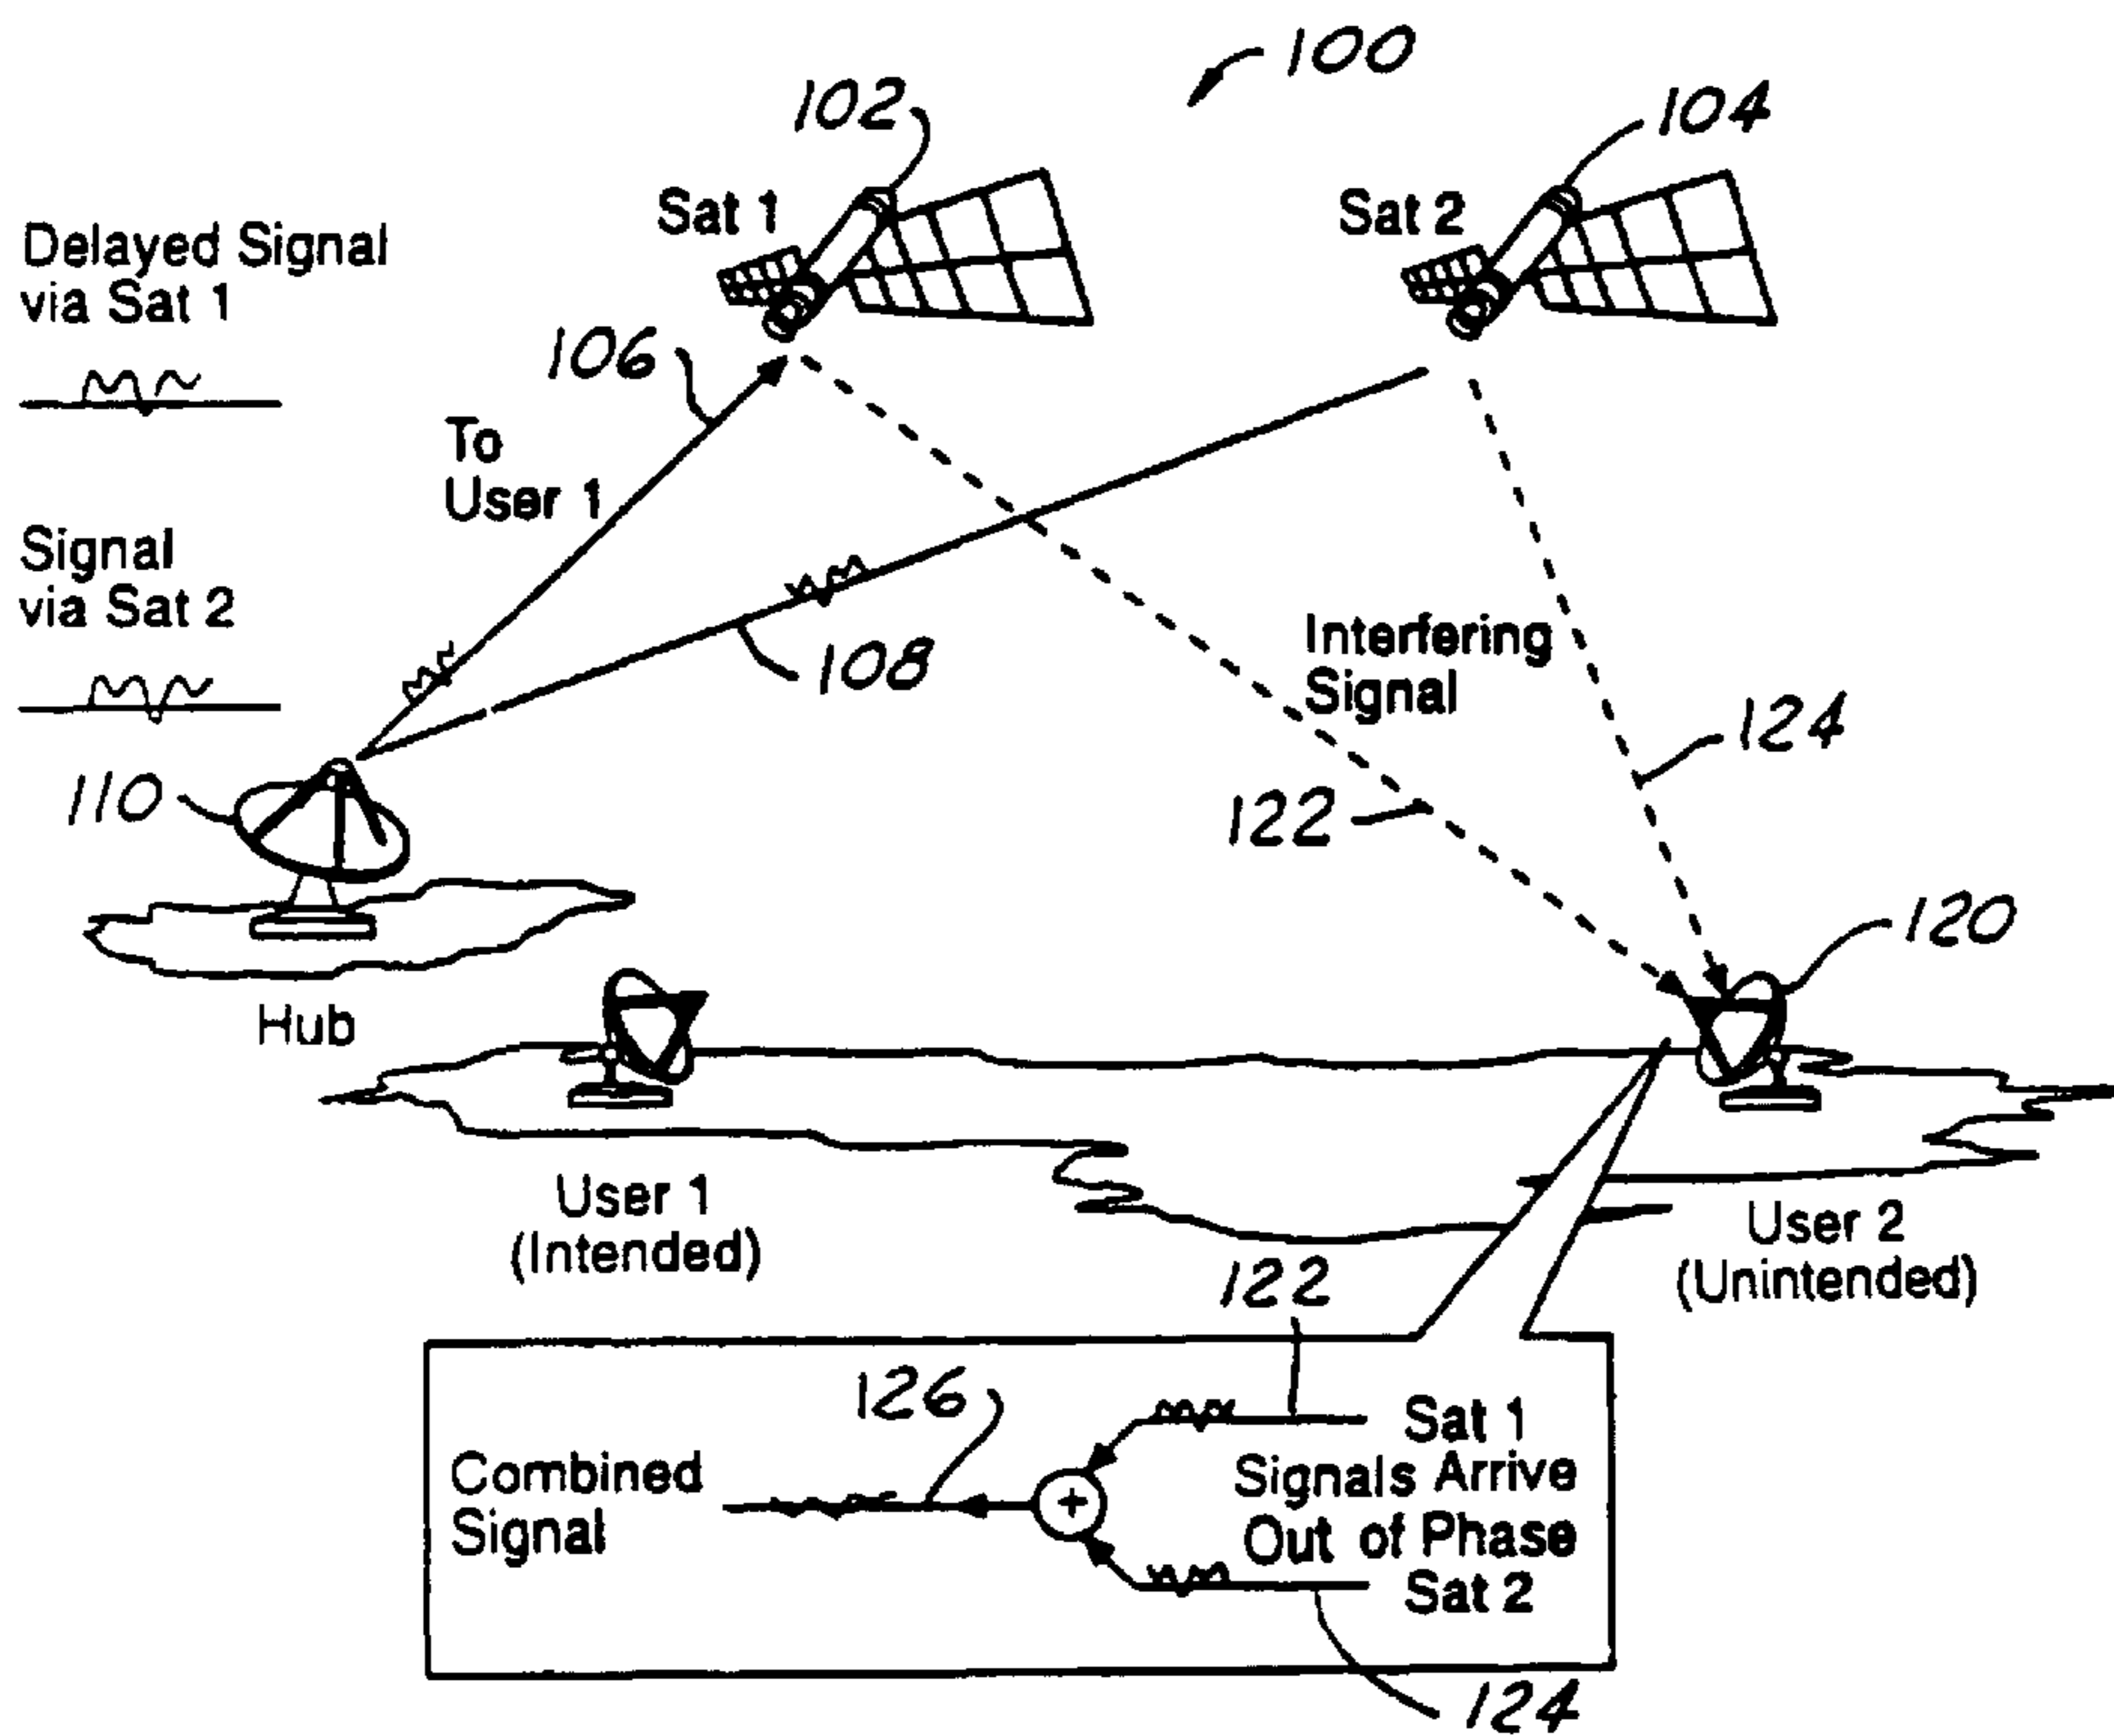 100
102
104
Sat 1
Sat 2
Delayed Signal
via Sat 1
106
To
User 1
Signal
via Sat 2
108
Interfering
Signal
124
110
122
120
Hub
User 1
(Intended)
User 2
(Unintended)
122
126
Sat 1
Combined
Signal
Signals Arrive
Out of Phase
+
Sat 2
124